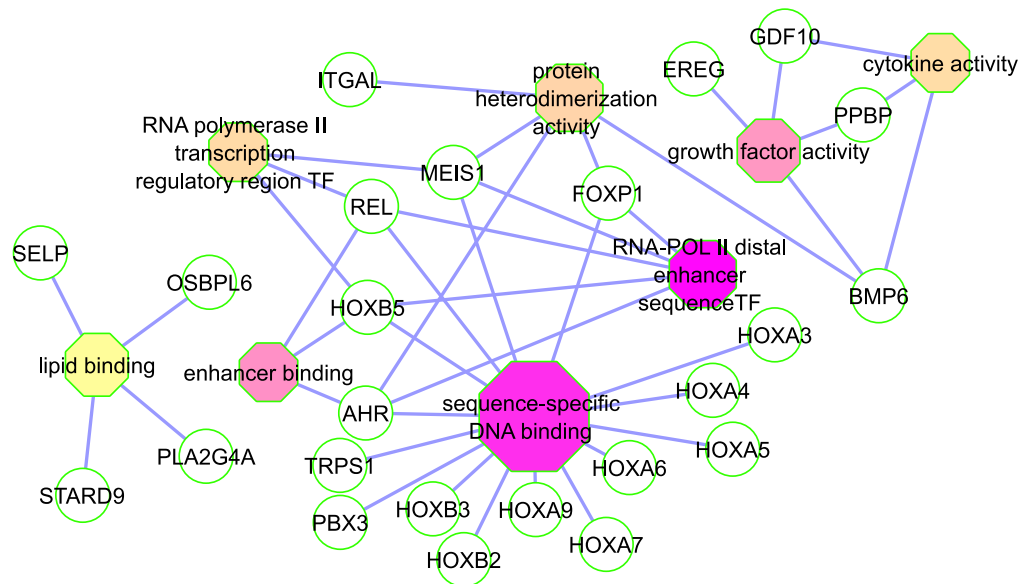 GDF10
cytokine activity
EREG
ITGAL
protein
heterodimerization
activity
PPBP
RNA polymerase II
transcription
regulatory region TF
growth factor activity
MEIS1
FOXP1
REL
SELP
OSBPL6
RNA-POL II distal
enhancer
sequenceTF
BMP6
HOXB5
HOXA3
lipid binding
enhancer binding
HOXA4
AHR
sequence-specific
DNA binding
HOXA5
PLA2G4A
TRPS1
HOXA6
STARD9
PBX3
HOXB3
HOXA9
HOXA7
HOXB2